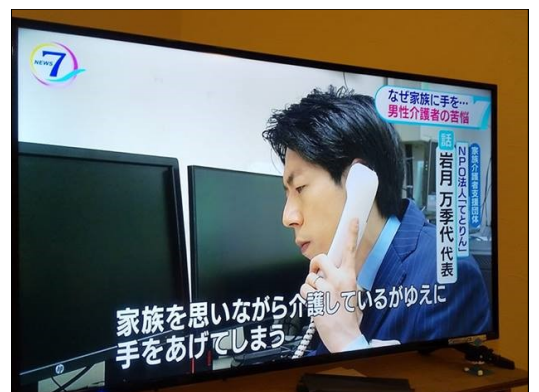 NEWS 7
なぜ家族に手を…
男性介護者の苦悩
家族介護者支援団体
NPO法人「てとりん」
話 岩月 万季代 代表
家族を思いながら介護しているがゆえに
手をあげてしまう
hp